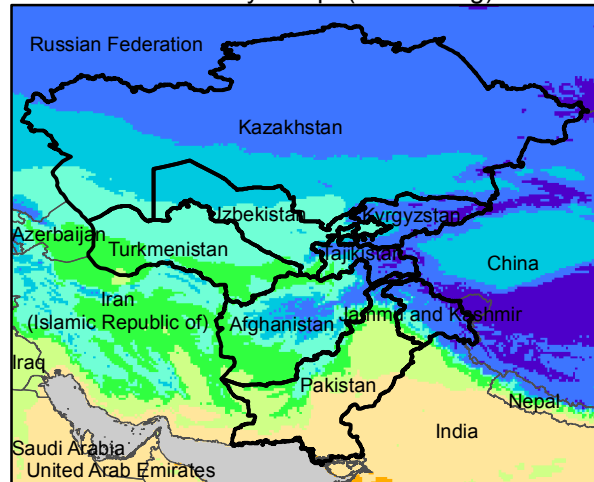 Russian Federation
Kazakhstan
Uzbekistan
Kyrgyzstan
Azerbaijan
Turkmenistan
Tajikistan
China
Iran
(Islamic Republic of)
Afghanistan
Jammu and Kashmir
Iraq
Pakistan
Nepal
India
Saudi Arabia
United Arab Emirates